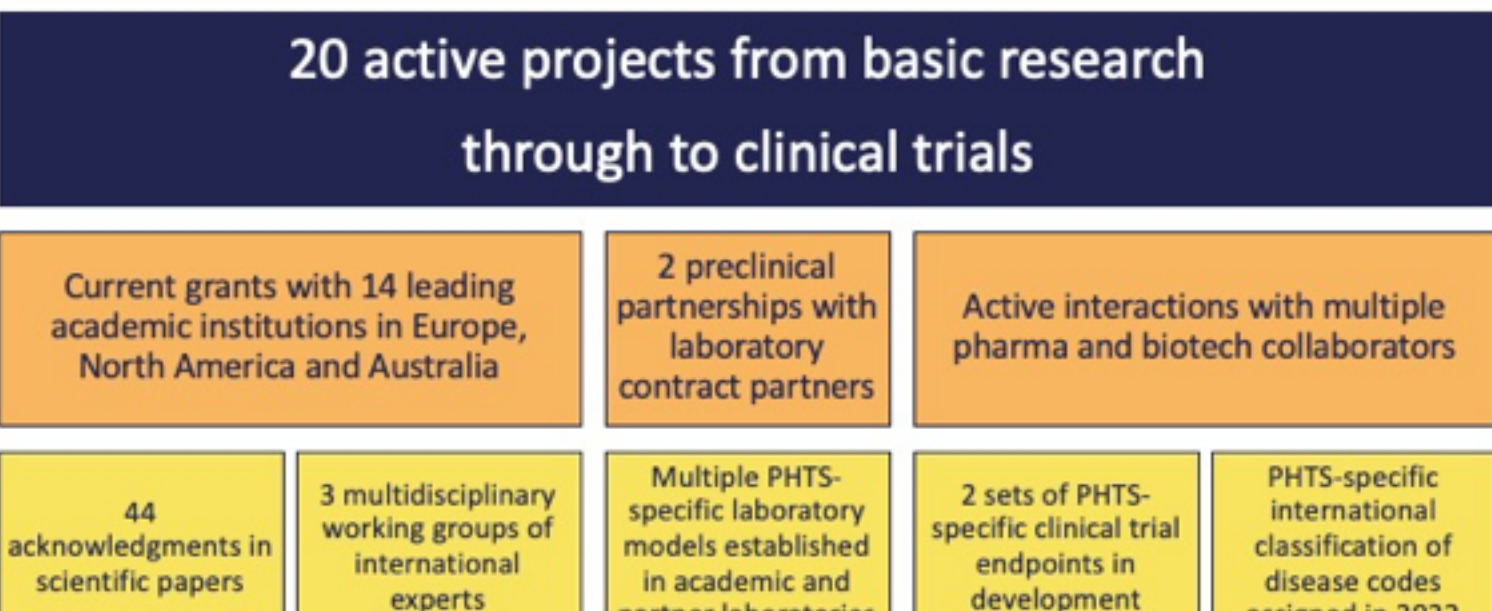 20 active projects from basic research
through to clinical trials
Current grants with 14 leading
academic institutions in Europe,
North America and Australia
2 preclinical
partnerships with
laboratory
contract partners
Active interactions with multiple
pharma and biotech collaborators
44
acknowledgments in
scientific papers
3 multidisciplinary
working groups of
international
experts
Multiple PHTS-
specific laboratory
models established
in academic and
partner laboratories
2 sets of PHTS-
specific clinical trial
endpoints in
development
PHTS-specific
international
classification of
disease codes
assigned in